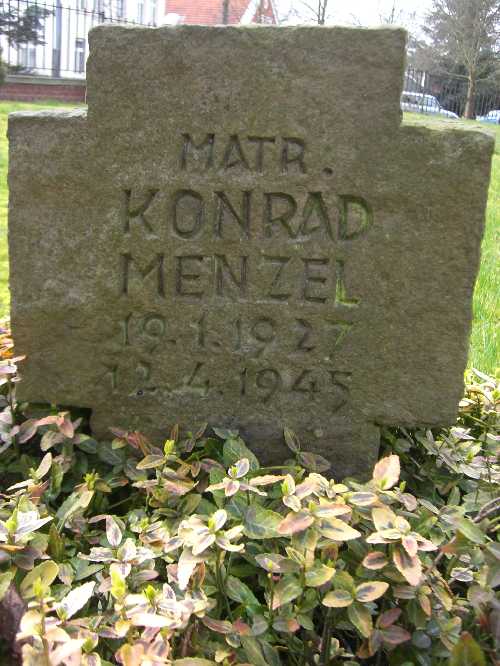 MATR.
KONRAD
MENZEL
19.1.1927
12.4.1945